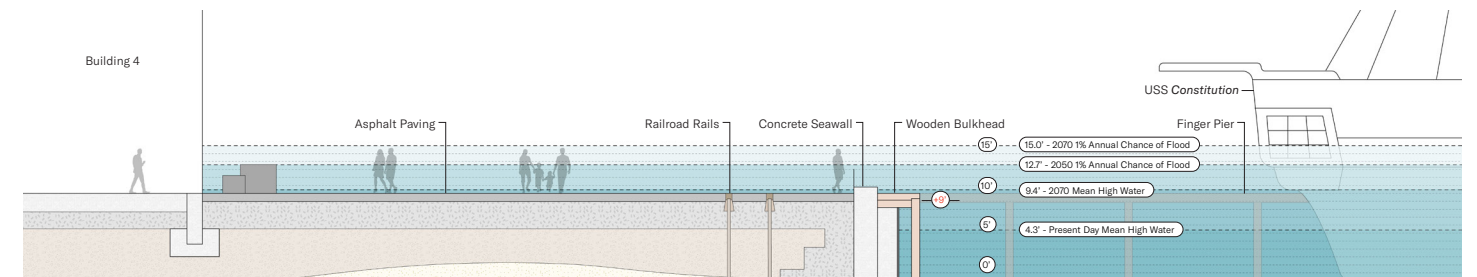 Building 4
USS Constitution
Asphalt Paving
Railroad Rails
Concrete Seawall
Wooden Bulkhead
Finger Pier
15'
15.0' - 2070 1% Annual Chance of Flood
12.7' - 2050 1% Annual Chance of Flood
10'
9.4' - 2070 Mean High Water
+9'
5'
4.3' - Present Day Mean High Water
0'